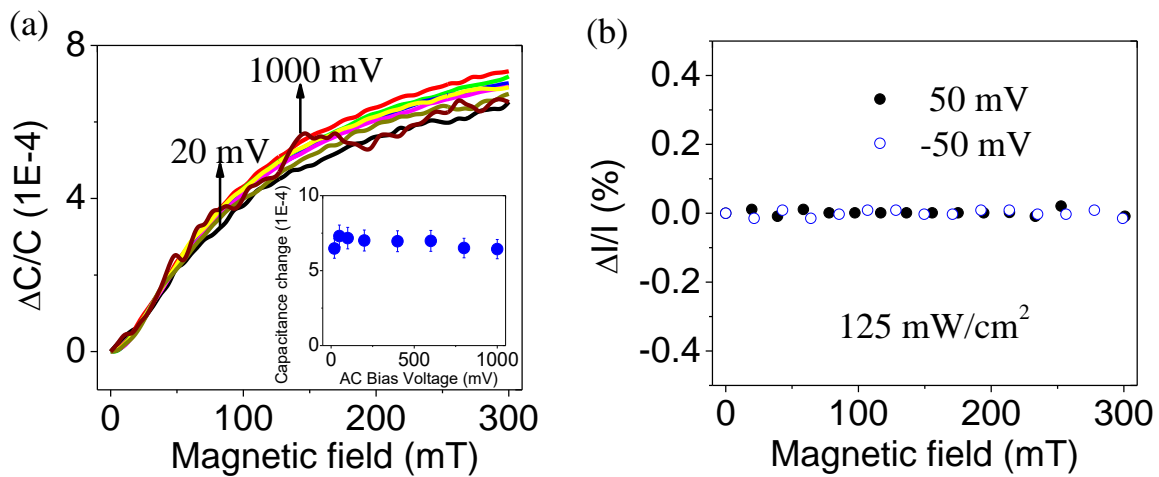 (a)
8
4
0
ΔC/C (1E-4)
1000 mV
20 mV
10
5
0
Capacitance change (1E-4)
0 500 1000
AC Bias Voltage (mV)
0 100 200 300
Magnetic field (mT)
(b)
0.4
0.2
0.0
-0.2
-0.4
ΔI/I (%)
50 mV
-50 mV
125 mW/cm²
0 100 200 300
Magnetic field (mT)